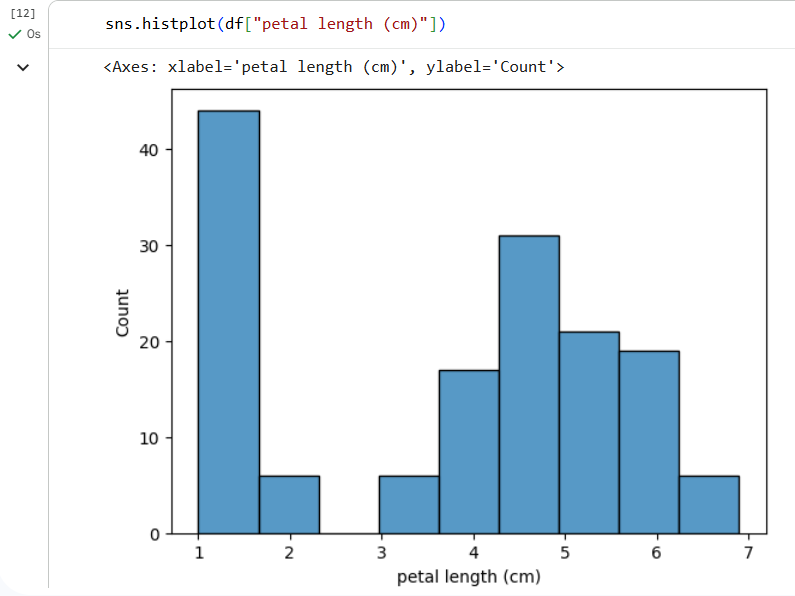 [12]
sns.histplot(df["petal length (cm)"])
0s
<Axes: xlabel='petal length (cm)', ylabel='Count'>
40
30
20
10
0
Count
1 2 3 4 5 6 7
petal length (cm)